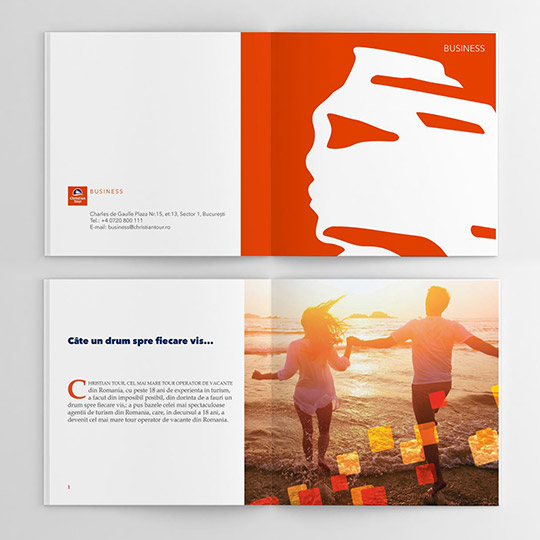 BUSINESS
Christian
Tour
BUSINESS
Charles de Gaulle Plaza Nr.15, et.13, Sector 1, București
Tel.: +4 0720 800 111
E-mail: business@christiantour.ro
Câte un drum spre fiecare vis...
CHRISTIAN TOUR, CEL MAI MARE TOUR OPERATOR DE VACANTE
din Romania, cu peste 18 ani de experienta in turism,
a facut din imposibil posibil, din dorinta de a fauri un
drum spre fiecare vis,; a pus bazele celei mai spectaculoase
agentii de turism din Romania, care, in decursul a 18 ani, a
devenit cel mai mare tour operator de vacante din Romania.